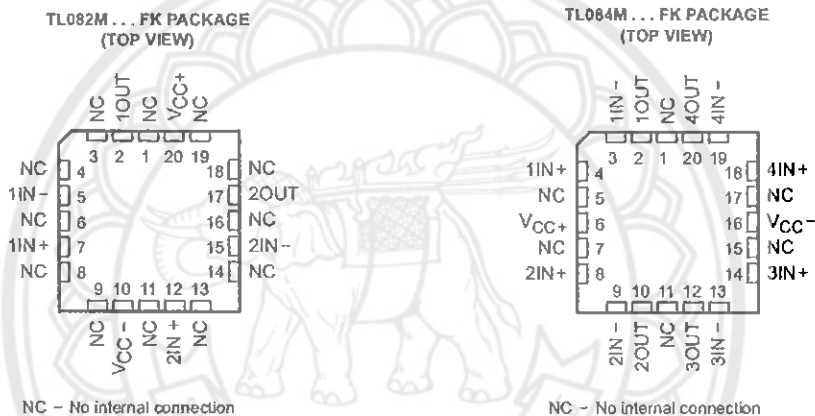 TL082M . . . FK PACKAGE
(TOP VIEW)
NC
1OUT
NC
VCC+
NC
3 2 1 20 19
NC 4 18 NC
1IN− 5 17 2OUT
NC 6 16 NC
1IN+ 7 15 2IN−
NC 8 14 NC
9 10 11 12 13
NC
VCC−
NC
2IN+
NC
NC − No internal connection
TL084M . . . FK PACKAGE
(TOP VIEW)
1IN−
1OUT
NC
4OUT
4IN−
3 2 1 20 19
1IN+ 4 18 4IN+
NC 5 17 NC
VCC+ 6 16 VCC−
NC 7 15 NC
2IN+ 8 14 3IN+
9 10 11 12 13
2IN−
2OUT
NC
3OUT
3IN−
NC − No internal connection